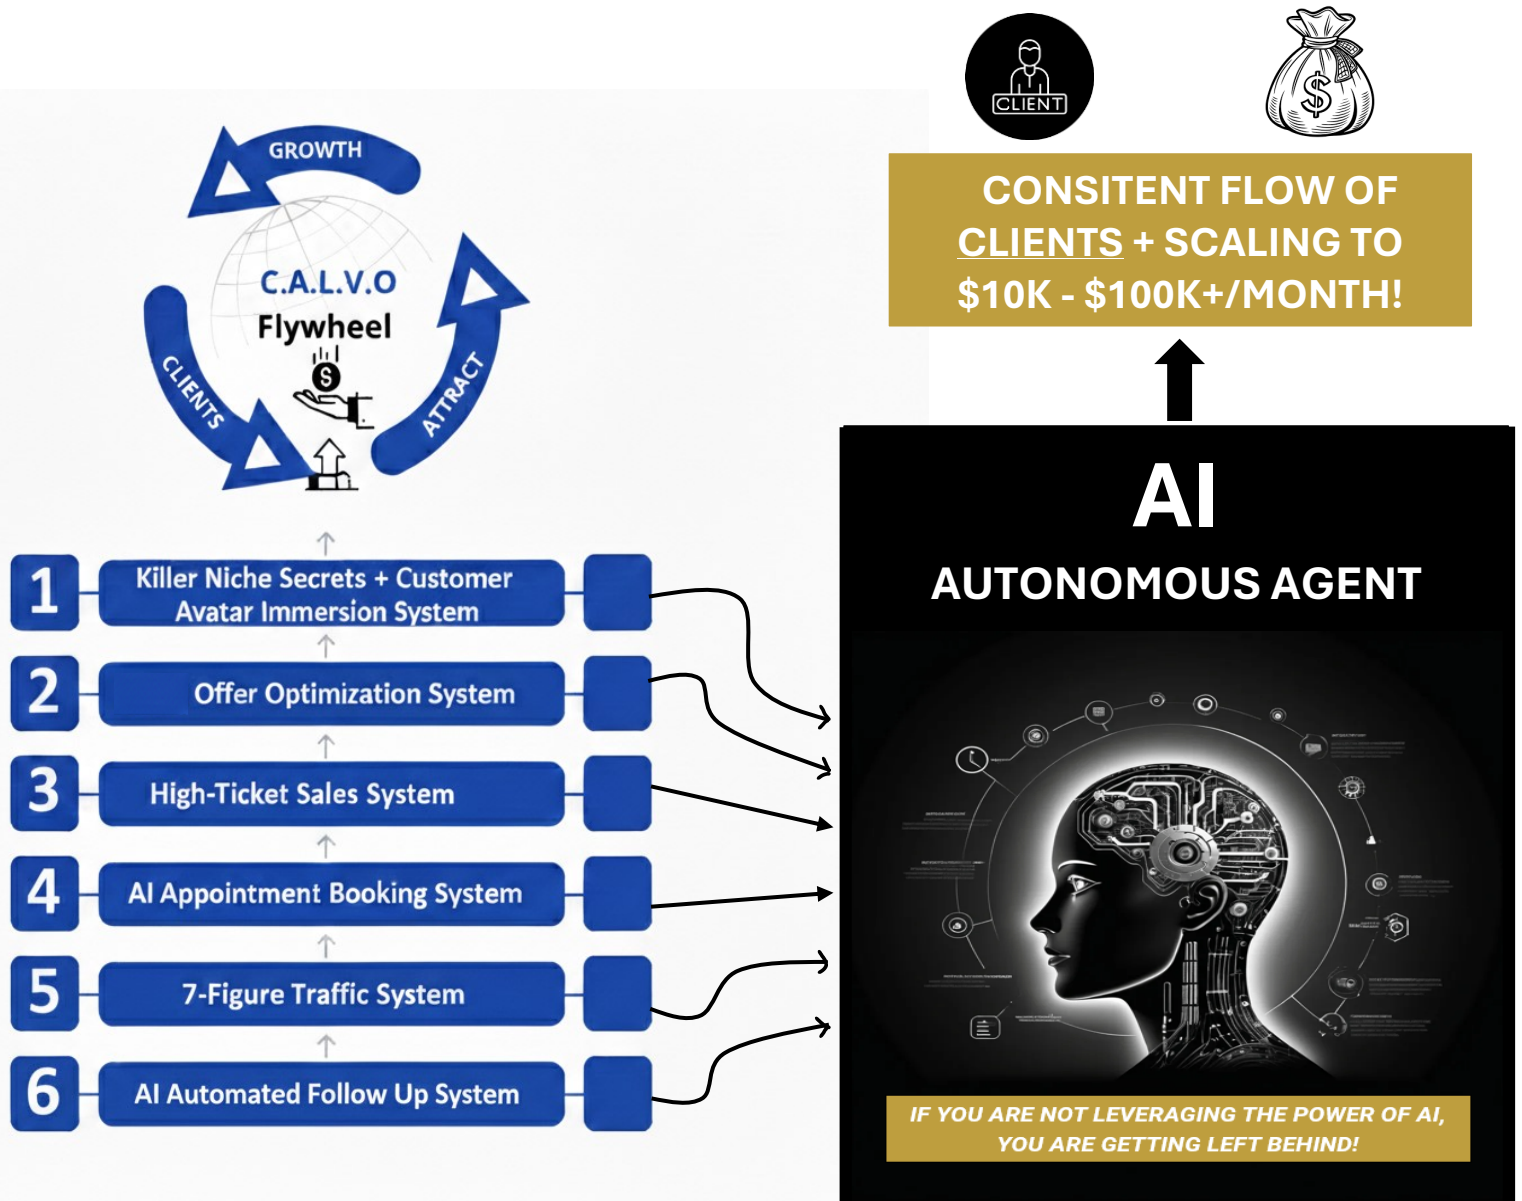 GROWTH
C.A.L.V.O
Flywheel
CLIENTS
ATTRACT
1
Killer Niche Secrets + Customer
Avatar Immersion System
2
Offer Optimization System
3
High-Ticket Sales System
4
AI Appointment Booking System
5
7-Figure Traffic System
6
AI Automated Follow Up System
CLIENT
$
CONSITENT FLOW OF
CLIENTS + SCALING TO
$10K - $100K+/MONTH!
AI
AUTONOMOUS AGENT
IF YOU ARE NOT LEVERAGING THE POWER OF AI,
YOU ARE GETTING LEFT BEHIND!